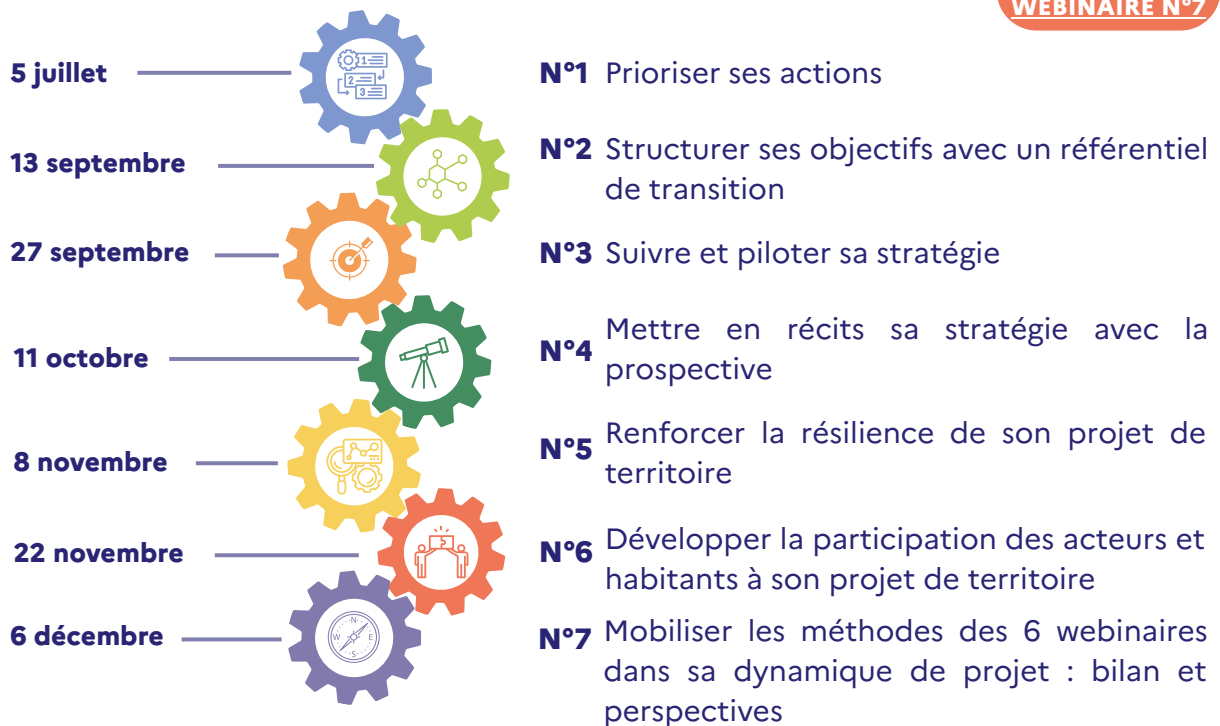 WEBINAIRE N°7
5 juillet
N°1 Prioriser ses actions
13 septembre
N°2 Structurer ses objectifs avec un référentiel
de transition
27 septembre
N°3 Suivre et piloter sa stratégie
11 octobre
N°4 Mettre en récits sa stratégie avec la
prospective
8 novembre
N°5 Renforcer la résilience de son projet de
territoire
22 novembre
N°6 Développer la participation des acteurs et
habitants à son projet de territoire
6 décembre
N°7 Mobiliser les méthodes des 6 webinaires
dans sa dynamique de projet : bilan et
perspectives
1
2
3
N
W
E
S